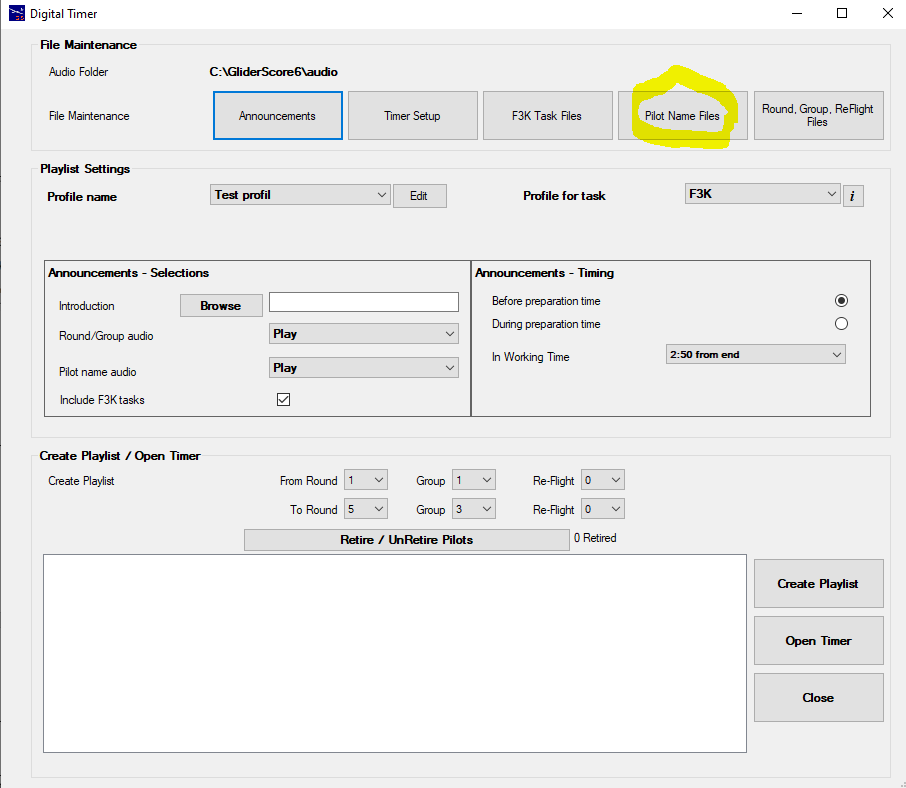 Digital Timer
File Maintenance
Audio Folder C:\GliderScore6\audio
File Maintenance Announcements Timer Setup F3K Task Files Pilot Name Files Round, Group, ReFlight Files
Playlist Settings
Profile name Test profil Edit Profile for task F3K i
Announcements - Selections
Introduction Browse
Round/Group audio Play
Pilot name audio Play
Include F3K tasks
Announcements - Timing
Before preparation time
During preparation time
In Working Time 2:50 from end
Create Playlist / Open Timer
Create Playlist From Round 1 Group 1 Re-Flight 0
To Round 5 Group 3 Re-Flight 0
Retire / UnRetire Pilots 0 Retired
Create Playlist
Open Timer
Close